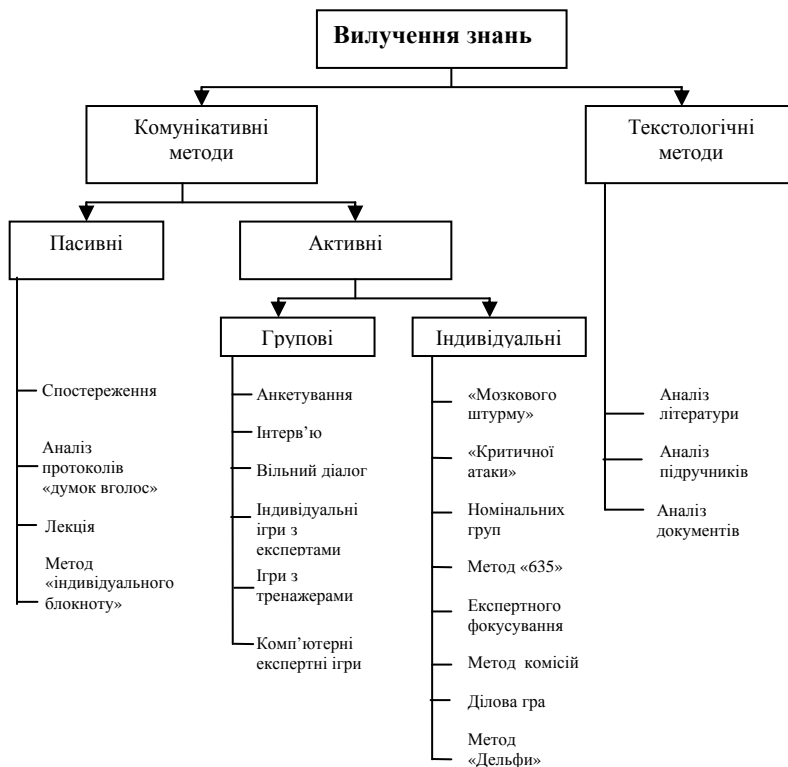 Вилучення знань
Комунікативні
методи
Текстологічні
методи
Пасивні
Активні
Групові
Індивідуальні
Спостереження
Аналіз
протоколів
«думок вголос»
Лекція
Метод
«індивідуального
блокноту»
Анкетування
Інтерв’ю
Вільний діалог
Індивідуальні
ігри з
експертами
Ігри з
тренажерами
Комп’ютерні
експертні ігри
«Мозкового
штурму»
«Критичної
атаки»
Номінальних
груп
Метод «635»
Експертного
фокусування
Метод комісій
Ділова гра
Метод
«Дельфи»
Аналіз
літератури
Аналіз
підручників
Аналіз
документів